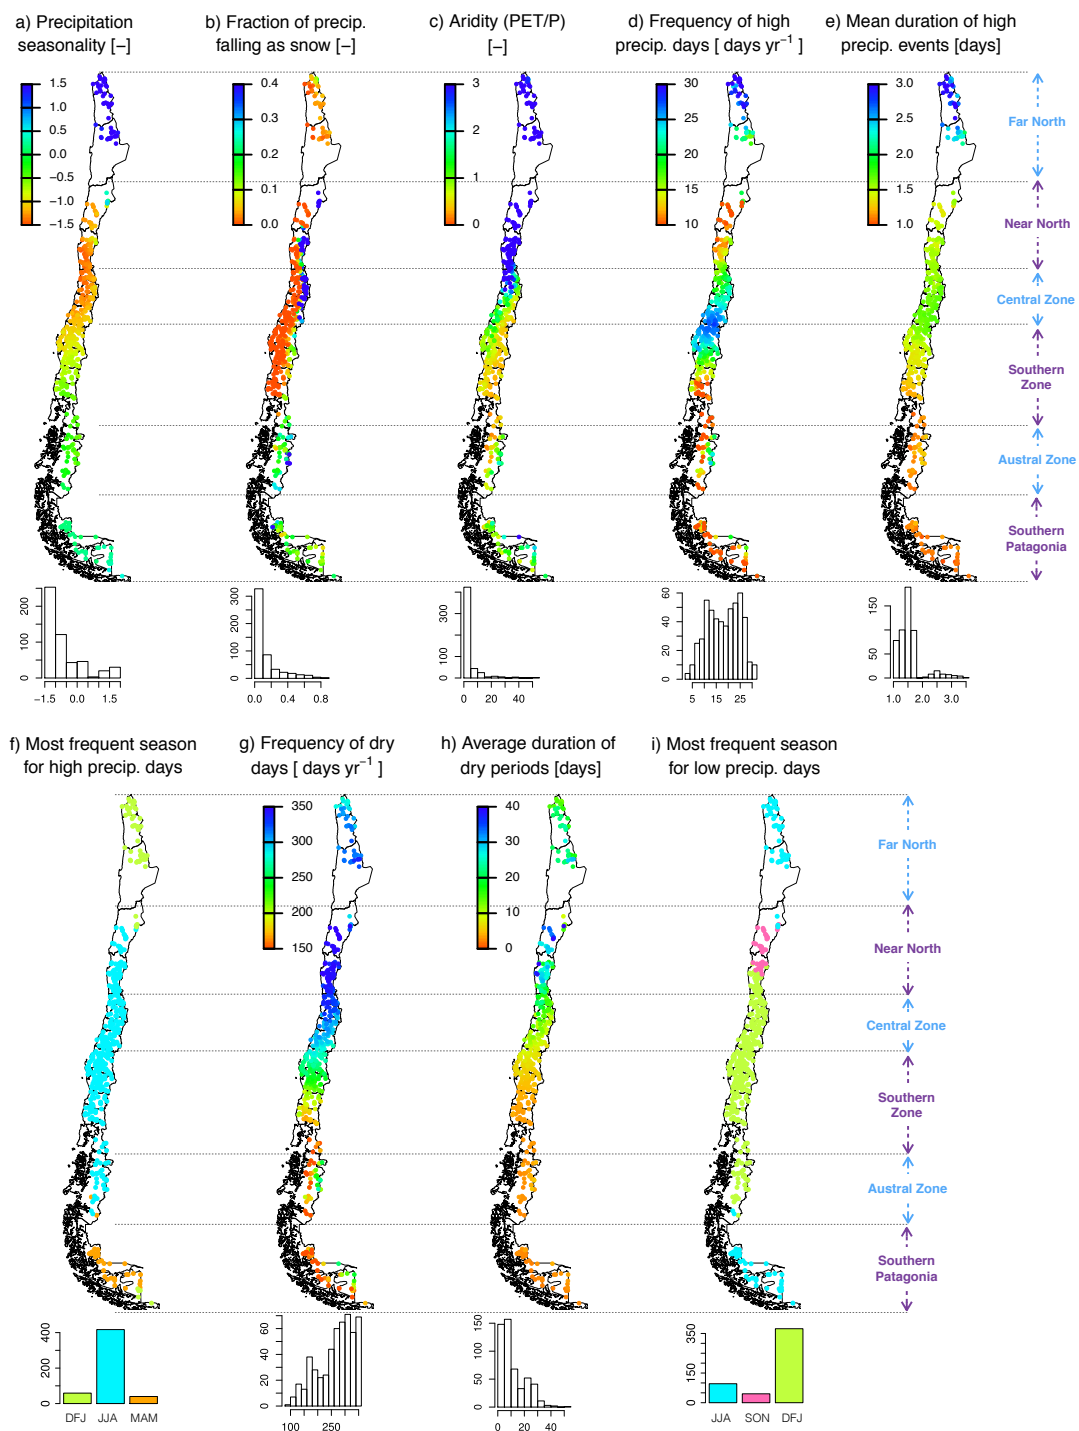 a) Precipitation
seasonality [–]
b) Fraction of precip.
falling as snow [–]
c) Aridity (PET/P)
[–]
d) Frequency of high
precip. days [ days yr⁻¹ ]
e) Mean duration of high
precip. events [days]
1.5
1.0
0.5
0.0
−0.5
−1.0
−1.5
0.4
0.3
0.2
0.1
0.0
3
2
1
0
30
25
20
15
10
3.0
2.5
2.0
1.5
1.0
Far North
Near North
Central Zone
Southern
Zone
Austral Zone
Southern
Patagonia
0 100 200
−1.5 0.0 1.5
0 100 300
0.0 0.4 0.8
0 200 400
0 20 40
0 20 40 60
5 15 25
0 50 150
1.0 2.0 3.0
f) Most frequent season
for high precip. days
g) Frequency of dry
days [ days yr⁻¹ ]
h) Average duration of
dry periods [days]
i) Most frequent season
for low precip. days
350
300
250
200
150
40
30
20
10
0
Far North
Near North
Central Zone
Southern
Zone
Austral Zone
Southern
Patagonia
0 200 400
DFJ JJA MAM
0 20 40 60
100 250
0 50 100 150
0 20 40
0 150 350
JJA SON DFJ